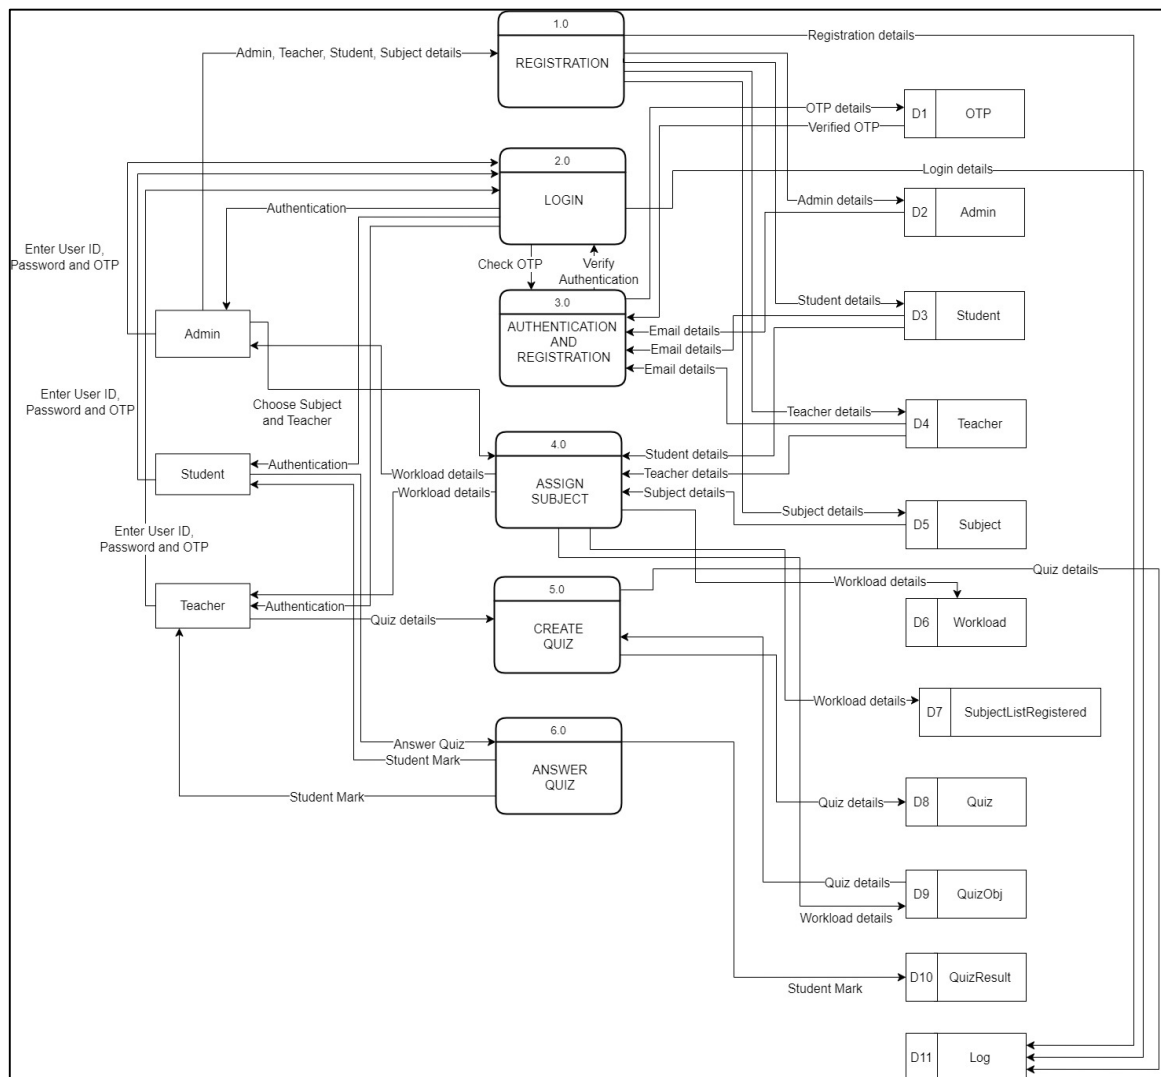 1.0
REGISTRATION
Registration details
Admin, Teacher, Student, Subject details
OTP details
D1
OTP
Verified OTP
2.0
LOGIN
Login details
Authentication
Admin details
D2
Admin
Enter User ID,
Password and OTP
Check OTP
Verify
Authentication
3.0
AUTHENTICATION
AND
REGISTRATION
Student details
D3
Student
Admin
Email details
Email details
Email details
Enter User ID,
Password and OTP
Choose Subject
and Teacher
Teacher details
D4
Teacher
4.0
ASSIGN
SUBJECT
Student details
Teacher details
Subject details
Student
Authentication
Workload details
Workload details
Subject details
D5
Subject
Enter User ID,
Password and OTP
Quiz details
5.0
CREATE
QUIZ
Workload details
Teacher
Authentication
Quiz details
D6
Workload
Workload details
D7
SubjectListRegistered
6.0
ANSWER
QUIZ
Answer Quiz
Student Mark
Student Mark
Quiz details
D8
Quiz
Quiz details
D9
QuizObj
Workload details
D10
QuizResult
Student Mark
D11
Log